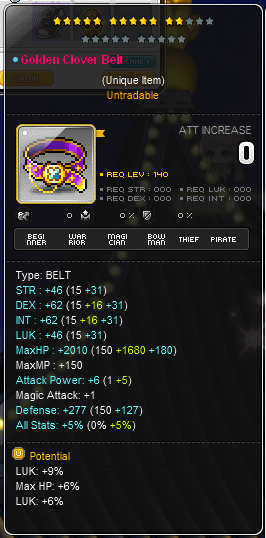 Golden Clover Belt
(Unique Item)
Untradable
ATT INCREASE
0
REQ LEV : 140
REQ STR : 000 REQ LUK : 000
REQ DEX : 000 REQ INT : 000
0 0 % 0 %
BEGINNER WARRIOR MAGICIAN BOWMAN THIEF PIRATE
Type: BELT
STR : +46 (15 +31)
DEX : +62 (15 +16 +31)
INT : +62 (15 +16 +31)
LUK : +46 (15 +31)
MaxHP : +2010 (150 +1680 +180)
MaxMP : +150
Attack Power: +6 (1 +5)
Magic Attack: +1
Defense: +277 (150 +127)
All Stats: +5% (0% +5%)
Potential
LUK: +9%
Max HP: +6%
LUK: +6%